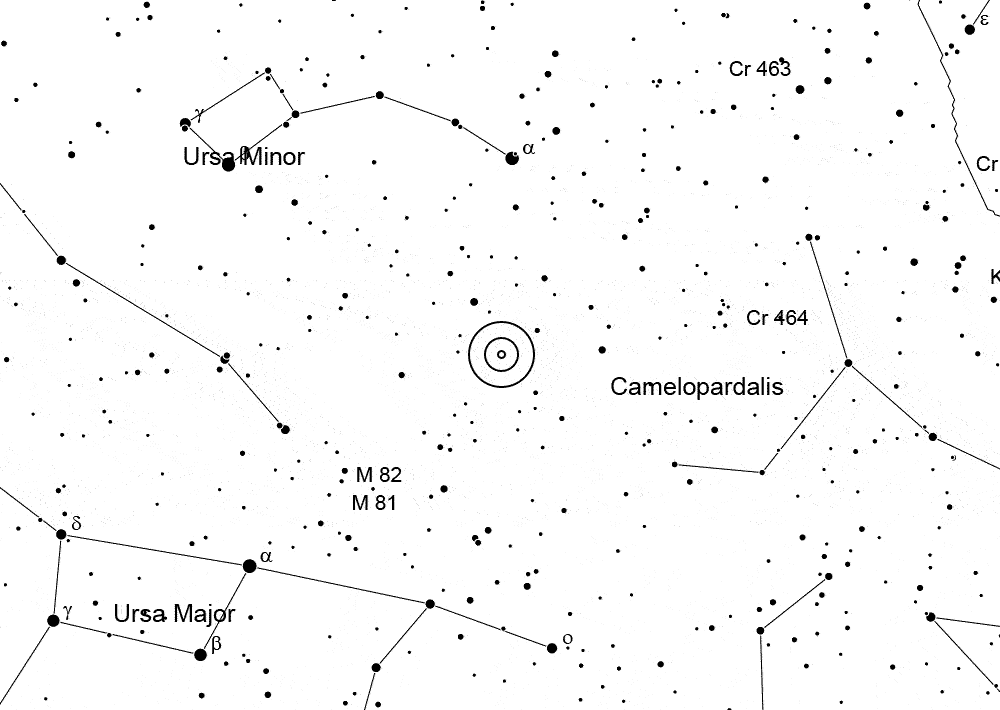 ε
Cr 463
γ
β
Ursa Minor
α
Cr
K
Cr 464
Camelopardalis
M 82
M 81
δ
α
γ
Ursa Major
β
ο